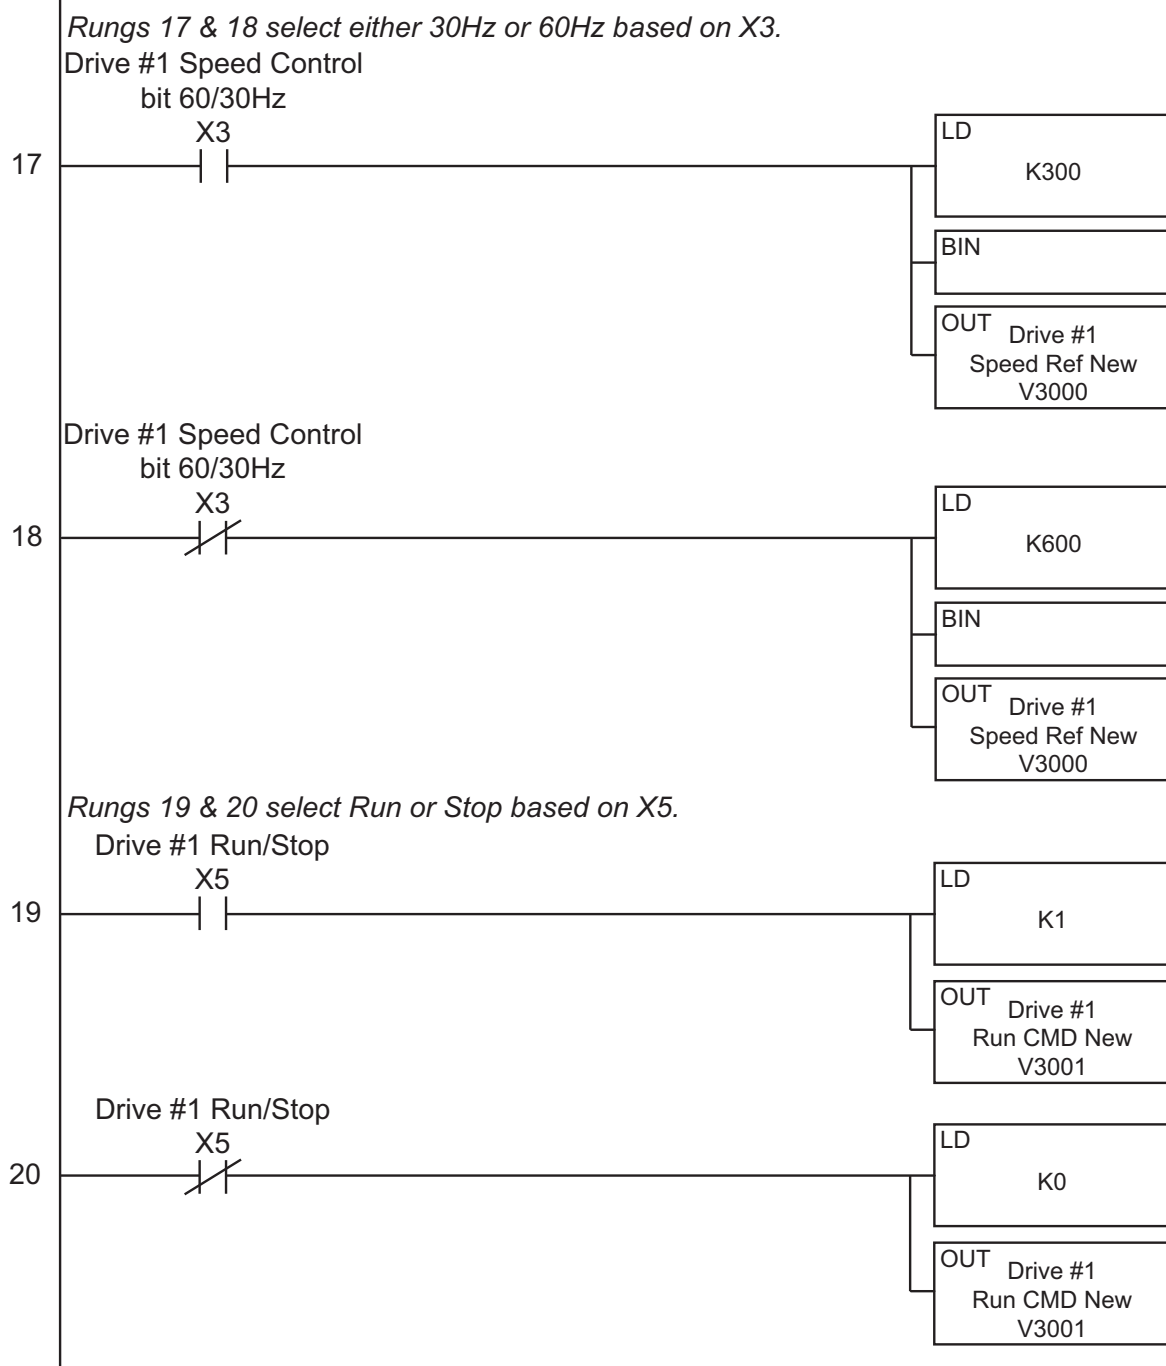 Rungs 17 & 18 select either 30Hz or 60Hz based on X3.
Drive #1 Speed Control
bit 60/30Hz
X3
17
LD
K300
BIN
OUT
Drive #1
Speed Ref New
V3000
Drive #1 Speed Control
bit 60/30Hz
X3
18
LD
K600
BIN
OUT
Drive #1
Speed Ref New
V3000
Rungs 19 & 20 select Run or Stop based on X5.
Drive #1 Run/Stop
X5
19
LD
K1
OUT
Drive #1
Run CMD New
V3001
Drive #1 Run/Stop
X5
20
LD
K0
OUT
Drive #1
Run CMD New
V3001